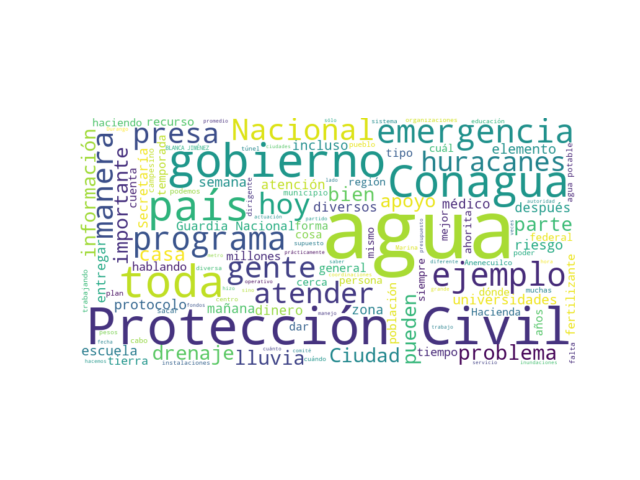 haciendo recurso
presa
Nacional
emergencia
incluso
cuál
tipo
elemento
gobierno
huracanes
información
manera
importante
Secretaría
temporada
semana
atención
región
Conagua
agua potable
cuenta
podemos
municipio
apoyo
médico
después
país
hoy
bien
diversos
mejor
ahorita
parte
Guardia Nacional
forma
cosa
mismo
riesgo
programa
casa
millones
hablando
gente
general
agua
siempre
ejemplo
entregar
toda
cerca
persona
dónde
universidades
fertilizante
protocolo
mañana
atender
dinero
zona
población
pueden
Hacienda
años
sacar
dar
Protección Civil
escuela
drenaje
lluvia
Ciudad
tiempo
problema
tierra
cabo
falta
plan
trabajando
campesino
dirigente
túnel
pueblo
federal
sistema
organizaciones
educación
sólo
promedio
BLANCA JIMÉNEZ
ciudades
actuación
partido
supuesto
prácticamente
Marina
presupuesto
Anenecuilco
autoridad
poder
veces
diferente
muchas
saber
diversa
operativo
centro
fondos
manejo
trabajo
pesos
fecha
hacemos
instalaciones
cuánto
comité
cuándo
servicio
inundaciones
lado